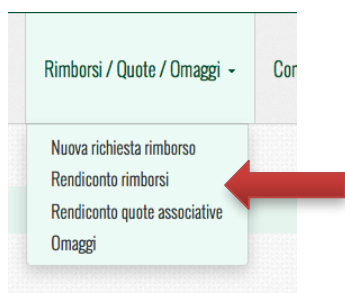 Rimborsi / Quote / Omaggi
Nuova richiesta rimborso
Rendiconto rimborsi
Rendiconto quote associative
Omaggi